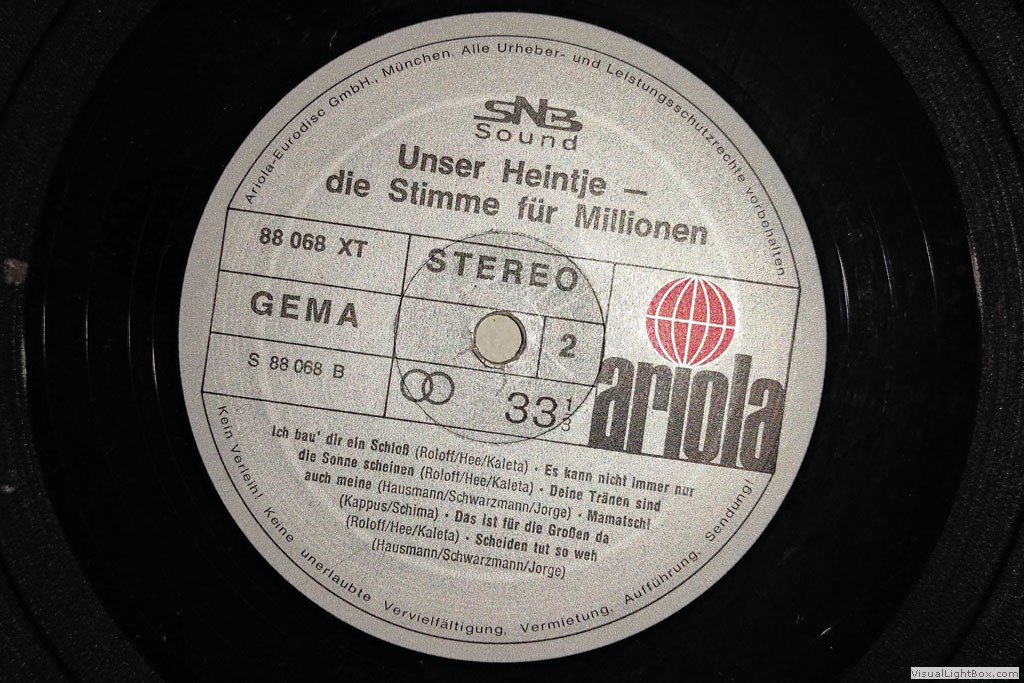 Ariola-Eurodisc GmbH., München. Alle Urheber- und Leistungsschutzrechte vorbehalten.
SNB
Sound
Unser Heintje –
die Stimme für Millionen
88 068 XT
STEREO
GEMA
2
S 88 068 B
33 1/3
ariola
Ich bau' dir ein Schloß (Roloff/Hee/Kaleta) · Es kann nicht immer nur
die Sonne scheinen (Roloff/Hee/Kaleta) · Deine Tränen sind
auch meine (Hausmann/Schwarzmann/Jorge) · Mamatschi
(Kappus/Schima) · Das ist für die Großen da
(Roloff/Hee/Kaleta) · Scheiden tut so weh
(Hausmann/Schwarzmann/Jorge)
Kein Verleih! Keine unerlaubte Vervielfältigung, Vermietung, Aufführung, Sendung!
VisualLightBox.com